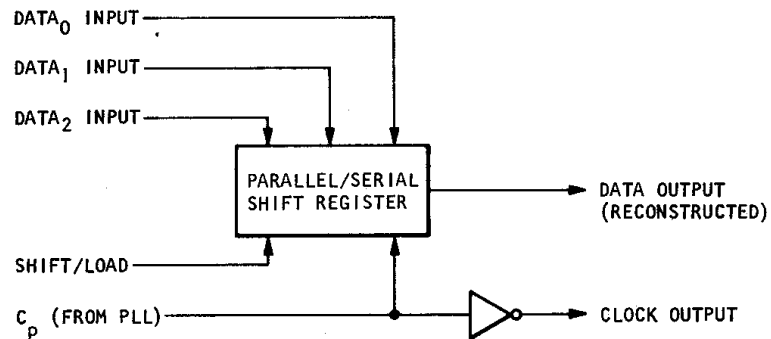 DATA₀ INPUT
DATA₁ INPUT
DATA₂ INPUT
PARALLEL/SERIAL
SHIFT REGISTER
DATA OUTPUT
(RECONSTRUCTED)
SHIFT/LOAD
Cₚ (FROM PLL)
CLOCK OUTPUT